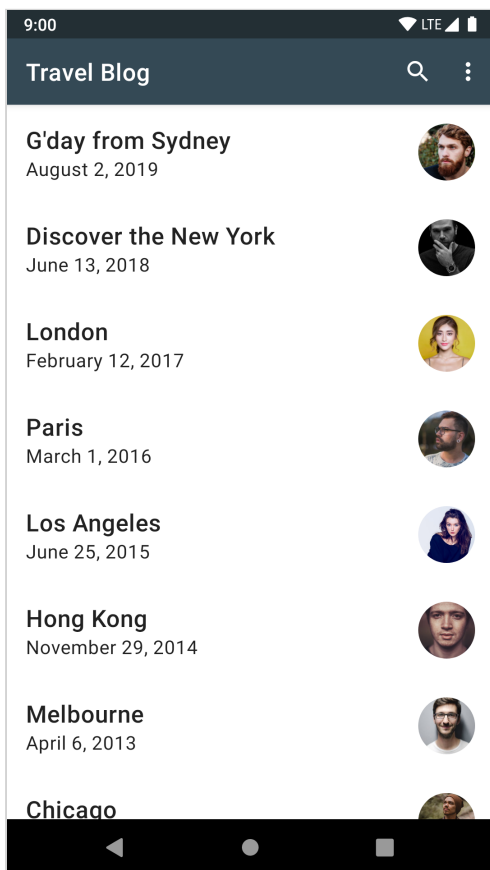 9:00 LTE
Travel Blog
G'day from Sydney
August 2, 2019
Discover the New York
June 13, 2018
London
February 12, 2017
Paris
March 1, 2016
Los Angeles
June 25, 2015
Hong Kong
November 29, 2014
Melbourne
April 6, 2013
Chicago